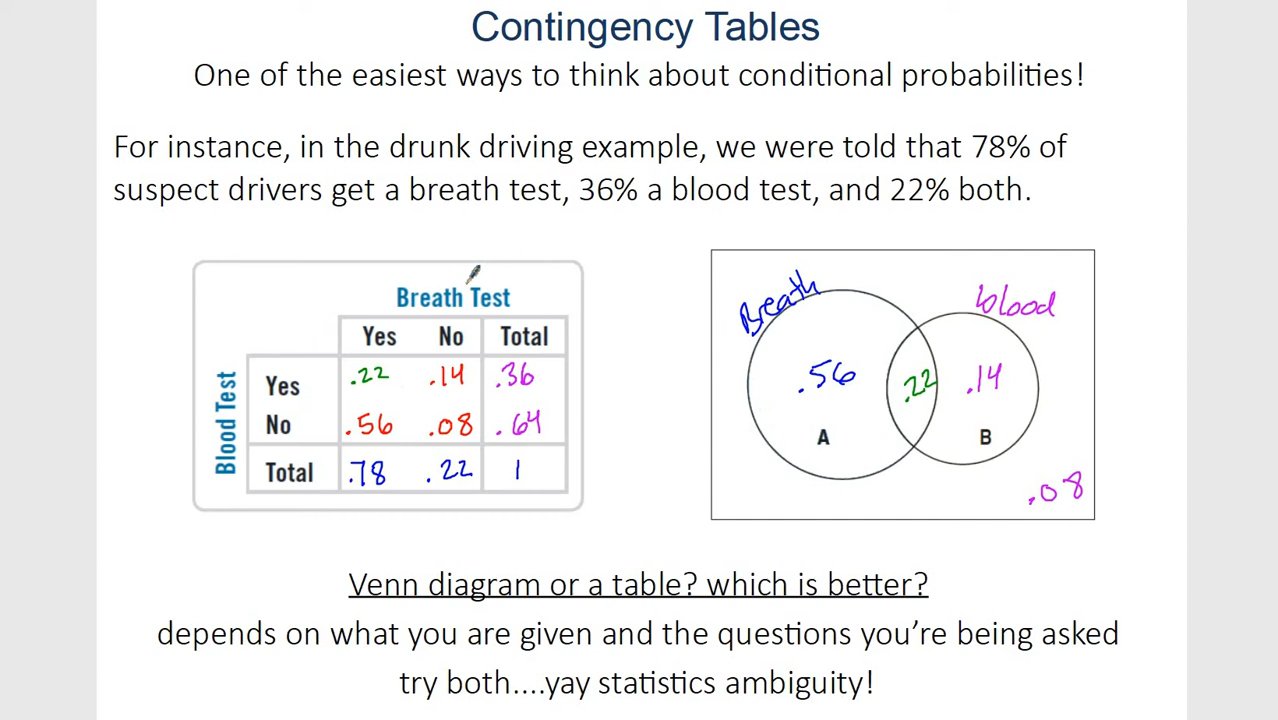 Contingency Tables
One of the easiest ways to think about conditional probabilities!
For instance, in the drunk driving example, we were told that 78% of
suspect drivers get a breath test, 36% a blood test, and 22% both.
Breath Test
Yes No Total
Blood Test
Yes .22 .14 .36
No .56 .08 .64
Total .78 .22 1
Breath
blood
.56 .22 .14
A B
.08
Venn diagram or a table? which is better?
depends on what you are given and the questions you’re being asked
try both....yay statistics ambiguity!